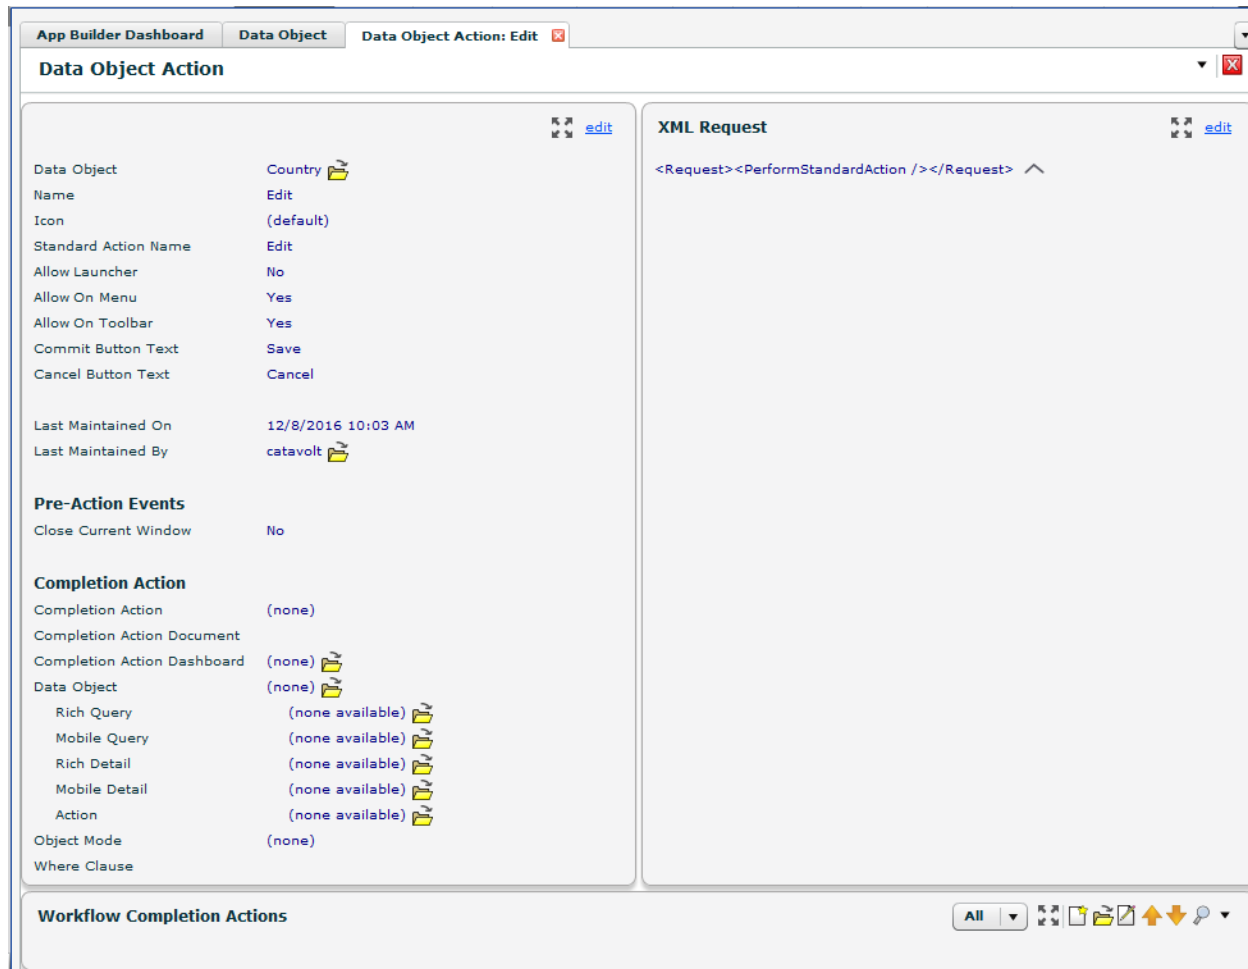 App Builder Dashboard Data Object Data Object Action: Edit
Data Object Action
edit
Data Object Country
Name Edit
Icon (default)
Standard Action Name Edit
Allow Launcher No
Allow On Menu Yes
Allow On Toolbar Yes
Commit Button Text Save
Cancel Button Text Cancel
Last Maintained On 12/8/2016 10:03 AM
Last Maintained By catavolt
Pre-Action Events
Close Current Window No
Completion Action
Completion Action (none)
Completion Action Document
Completion Action Dashboard (none)
Data Object (none)
Rich Query (none available)
Mobile Query (none available)
Rich Detail (none available)
Mobile Detail (none available)
Action (none available)
Object Mode (none)
Where Clause
XML Request edit
<Request><PerformStandardAction /></Request>
Workflow Completion Actions All